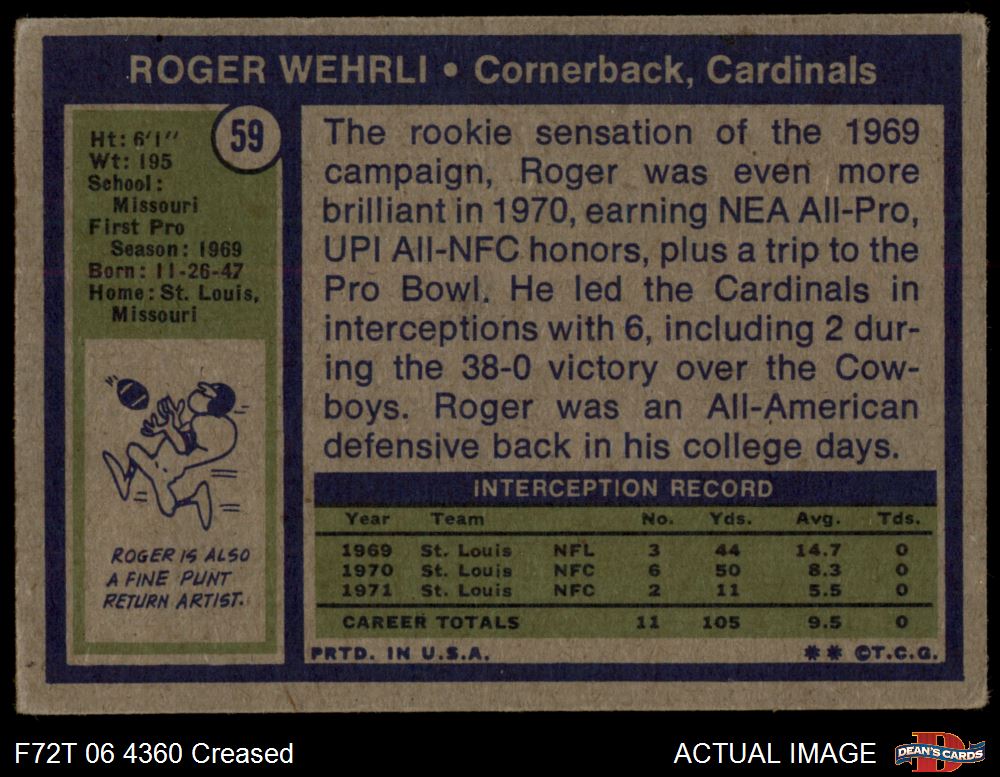 ROGER WEHRLI • Cornerback, Cardinals
59
Ht: 6'1"
Wt: 195
School:
Missouri
First Pro
Season: 1969
Born: 11-26-47
Home: St. Louis,
Missouri
ROGER IS ALSO
A FINE PUNT
RETURN ARTIST.
The rookie sensation of the 1969
campaign, Roger was even more
brilliant in 1970, earning NEA All-Pro,
UPI All-NFC honors, plus a trip to the
Pro Bowl. He led the Cardinals in
interceptions with 6, including 2 dur-
ing the 38-0 victory over the Cow-
boys. Roger was an All-American
defensive back in his college days.
INTERCEPTION RECORD
Year Team No. Yds. Avg. Tds.
1969 St. Louis NFL 3 44 14.7 0
1970 St. Louis NFC 6 50 8.3 0
1971 St. Louis NFC 2 11 5.5 0
CAREER TOTALS 11 105 9.5 0
PRTD. IN U.S.A. ** ©T.C.G.
F72T 06 4360 Creased ACTUAL IMAGE
D
DEAN'S CARDS